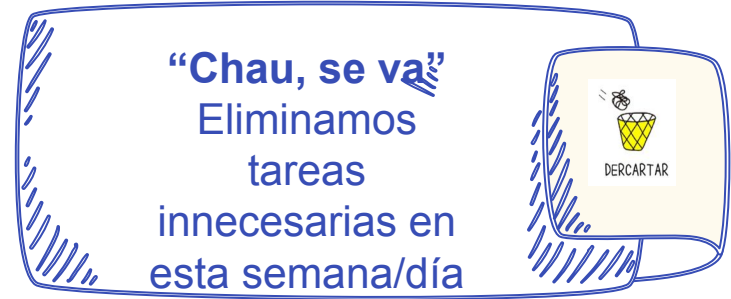 “Chau, se va”
Eliminamos
tareas
innecesarias en
esta semana/día
DERCARTAR